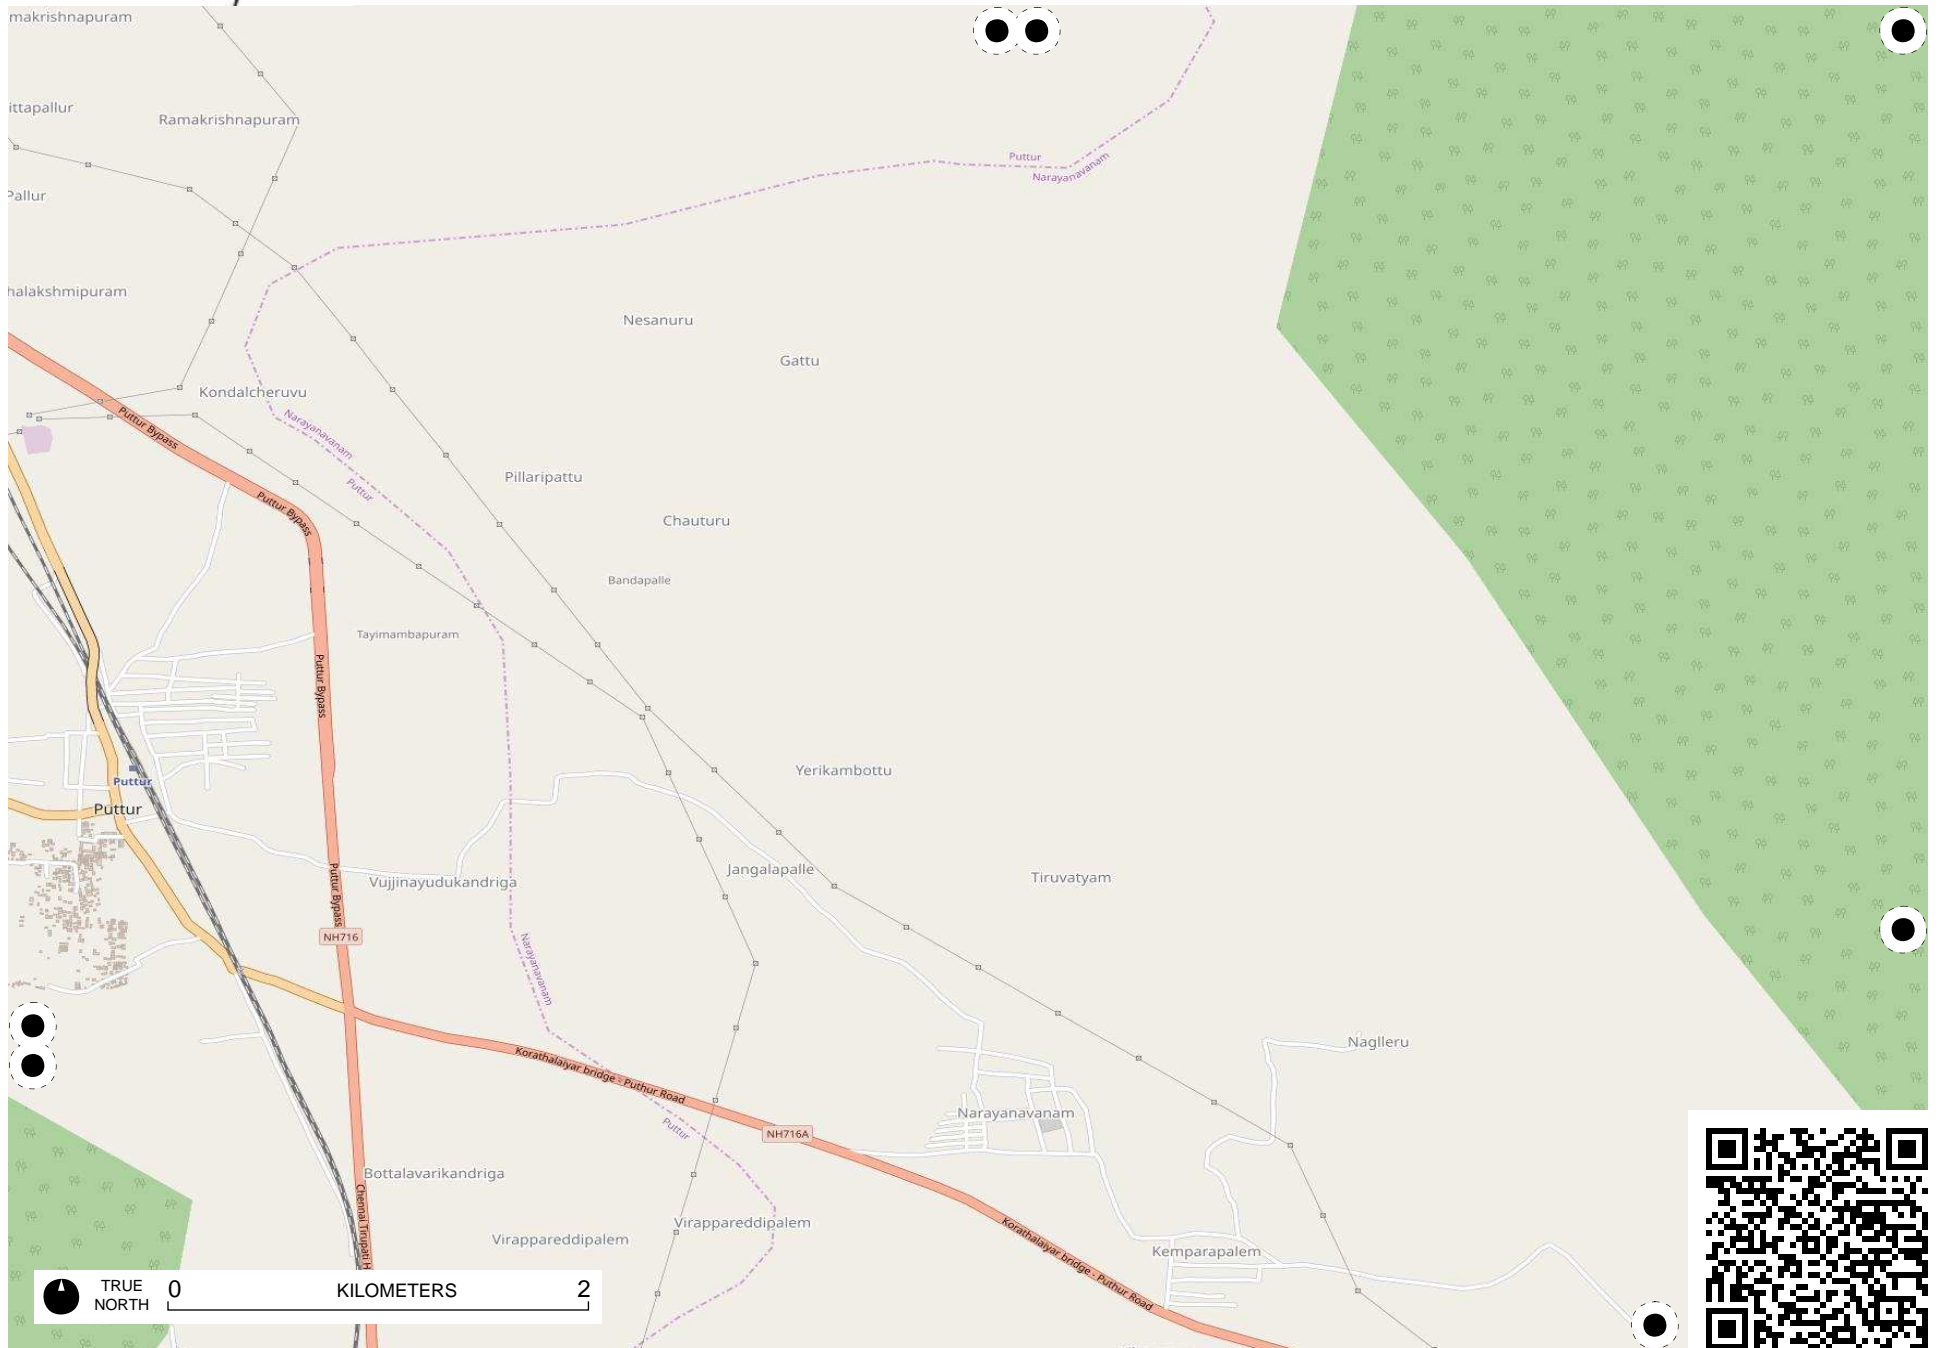 makrishnapuram
ittapallur
Ramakrishnapuram
Puttur
Narayanavanam
Pallur
halakshmipuram
Nesanuru
Gattu
Kondalcheruvu
Puttur Bypass
Narayanavanam
Puttur
Pillaripattu
Puttur Bypass
Chauturu
Bandapalle
Tayimambapuram
Puttur Bypass
Puttur
Puttur
Yerikambottu
Jangalapalle
Tiruvatyam
Vujjinayudukandriga
Puttur Bypass
NH716
Narayanavanam
Naglleru
Korathalaiyar bridge - Puthur Road
Narayanavanam
Puttur
NH716A
Bottalavarikandriga
Virappareddipalem
Virappareddipalem
Chennai Tirupati H
Korathalaiyar bridge - Puthur Road
Kemparapalem
TRUE
NORTH
0 KILOMETERS 2